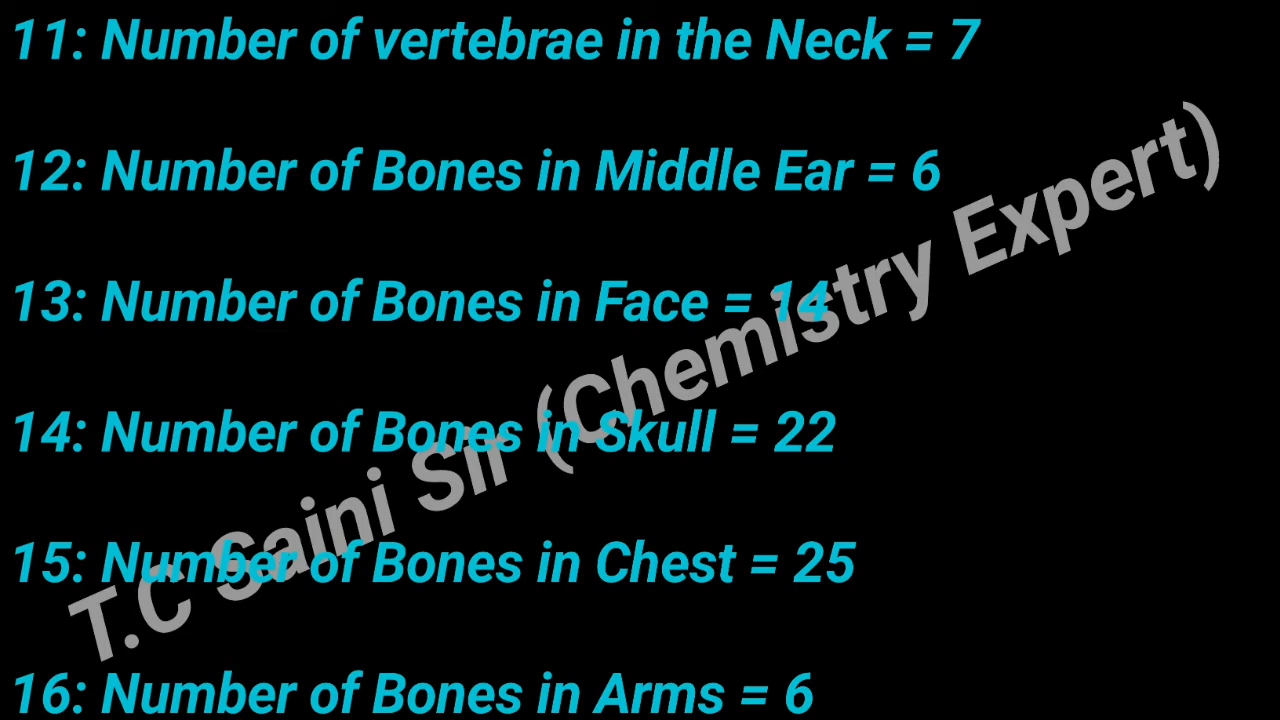 11: Number of vertebrae in the Neck = 7
12: Number of Bones in Middle Ear = 6
13: Number of Bones in Face = 14
14: Number of Bones in Skull = 22
15: Number of Bones in Chest = 25
16: Number of Bones in Arms = 6
T.C Saini Sir (Chemistry Expert)